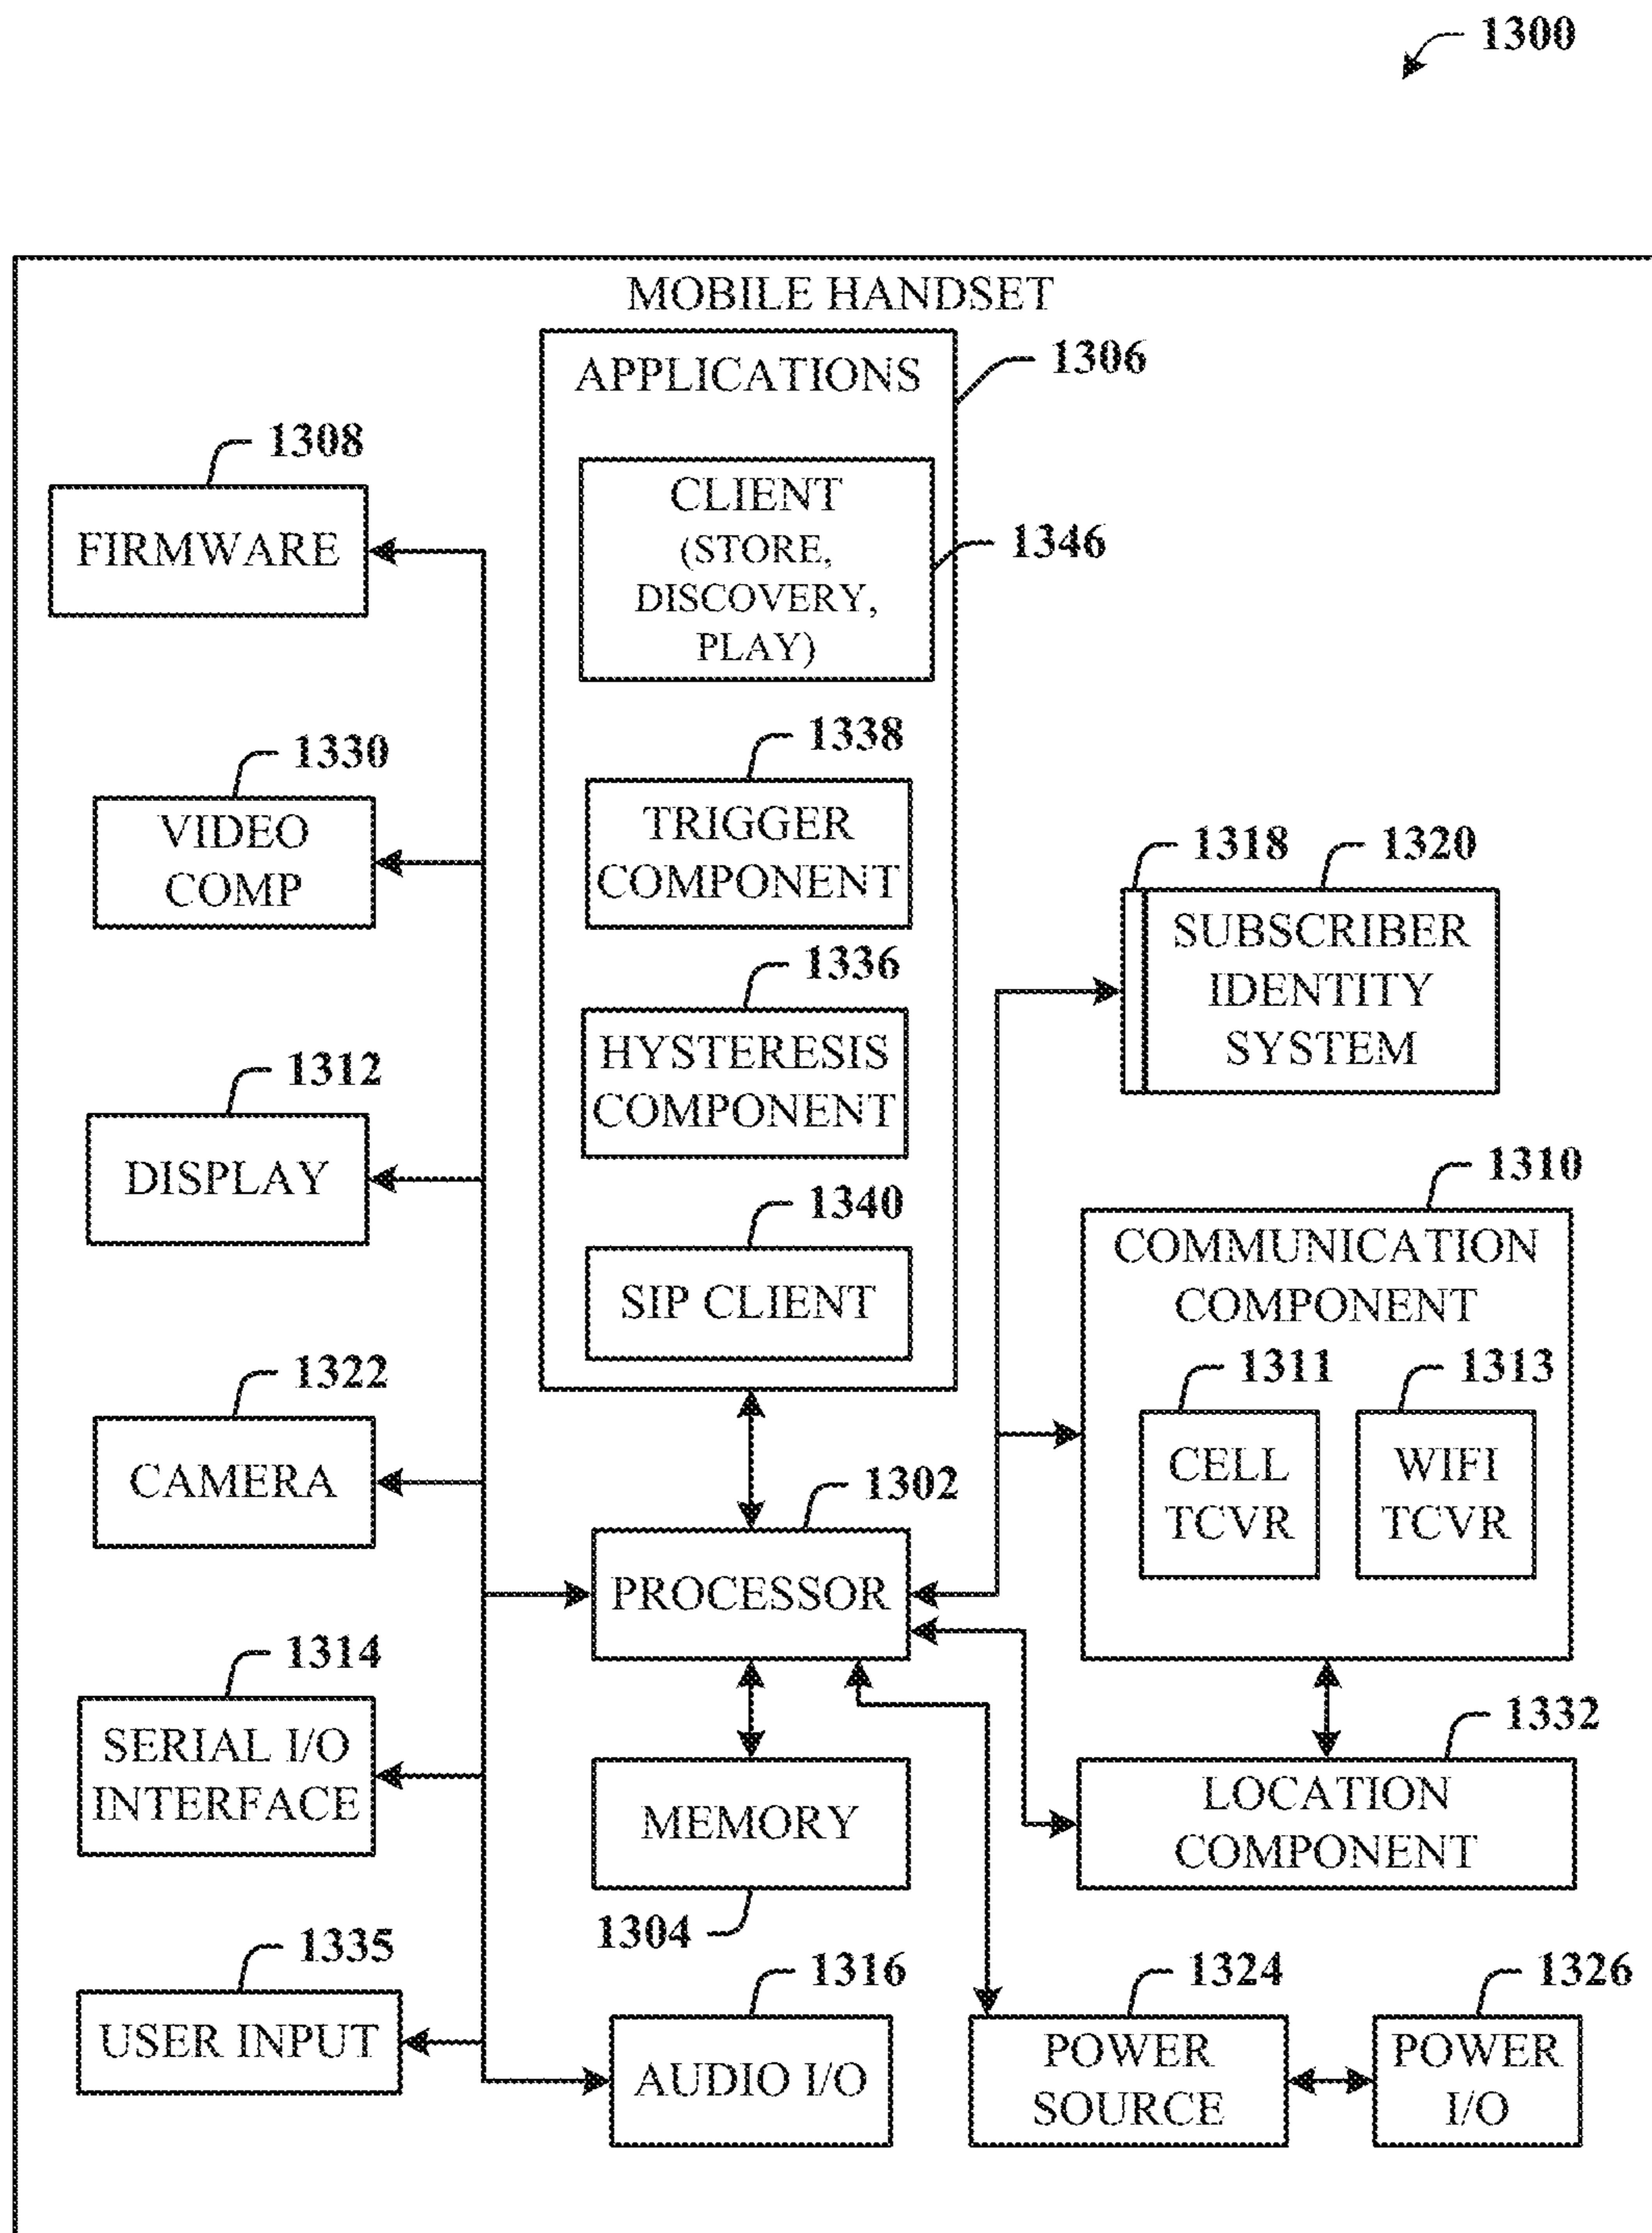 1300
MOBILE HANDSET
APPLICATIONS
1306
1308
FIRMWARE
CLIENT
(STORE,
DISCOVERY,
PLAY)
1346
1330
VIDEO
COMP
1338
TRIGGER
COMPONENT
1318
1320
SUBSCRIBER
IDENTITY
SYSTEM
1336
HYSTERESIS
COMPONENT
1312
DISPLAY
1340
SIP CLIENT
1310
COMMUNICATION
COMPONENT
1311
CELL
TCVR
1313
WIFI
TCVR
1322
CAMERA
1302
PROCESSOR
1314
SERIAL I/O
INTERFACE
MEMORY
1304
1332
LOCATION
COMPONENT
1335
USER INPUT
1316
AUDIO I/O
1324
POWER
SOURCE
1326
POWER
I/O